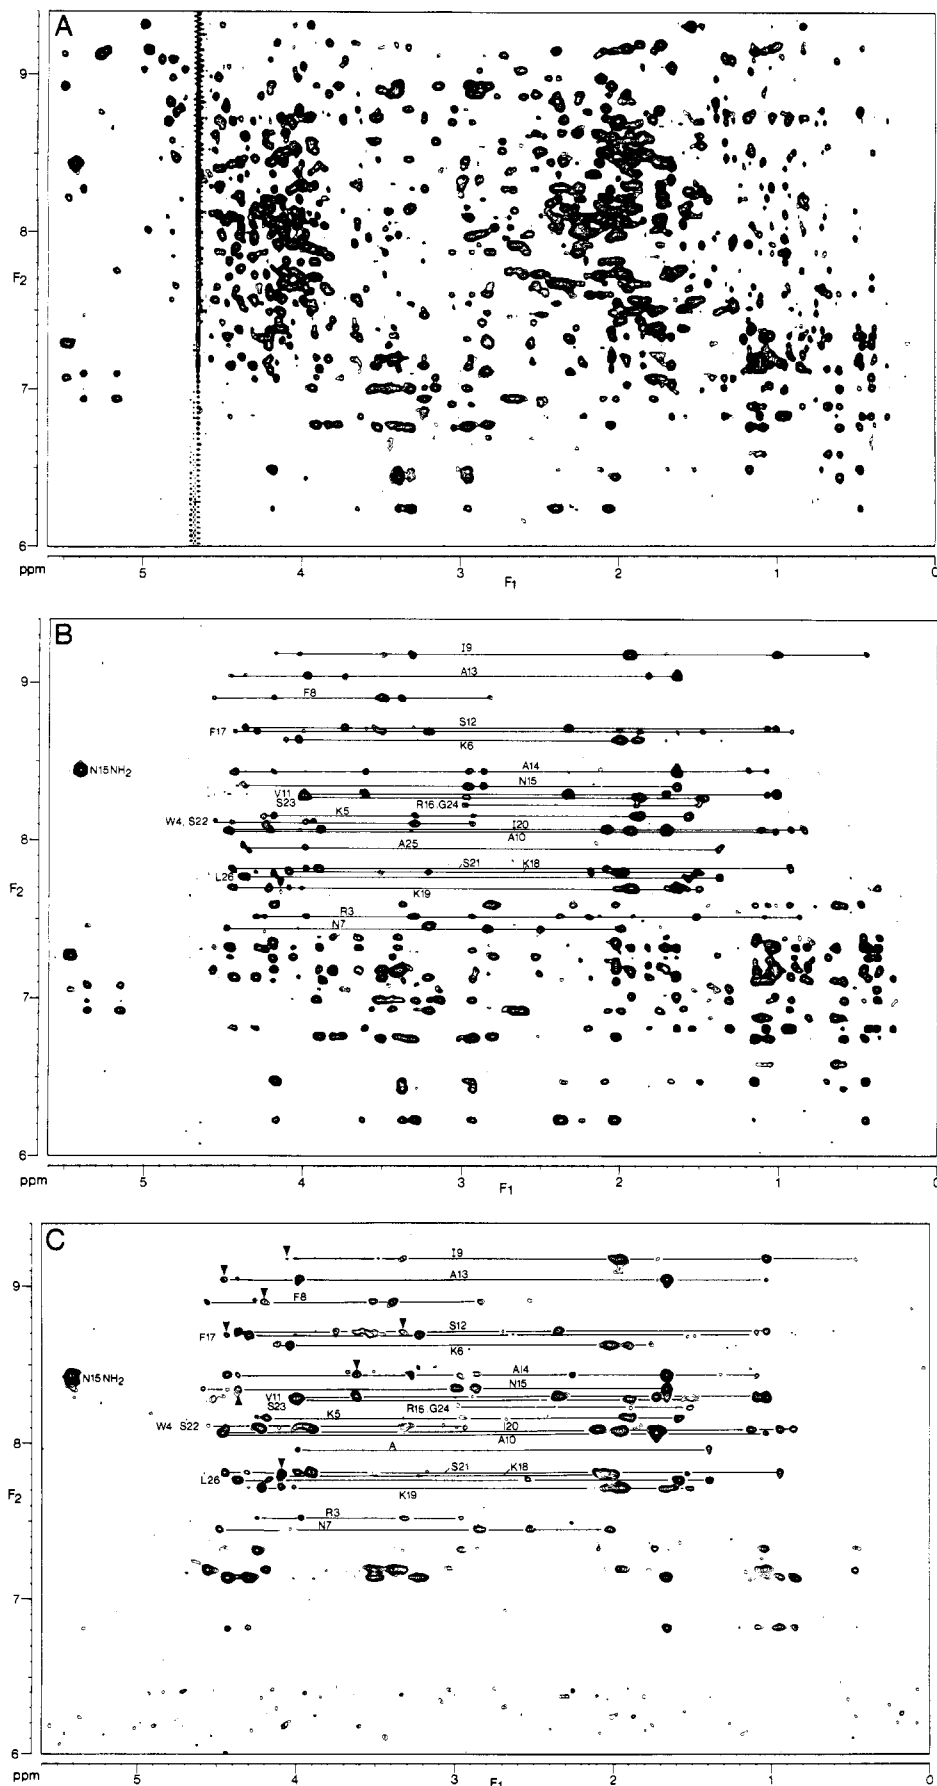 A
9
8
F2
7
6
ppm
5
4
3
2
1
0
F1
B
I9
9
A13
F8
S12
F17
K6
A14
N15NH2
N15
V11
S23
R16.G24
K5
W4, S22
I20
8
A10
A25
S21
K18
L26
F2
K19
R3
N7
7
6
ppm
5
4
3
2
1
0
F1
C
I9
9
A13
F8
S12
F17
K6
A14
N15NH2
N15
V11
S23
R16 G24
K5
W4 S22
I20
8
A10
A
S21
K18
L26
F2
K19
R3
N7
7
6
ppm
5
4
3
2
1
0
F1